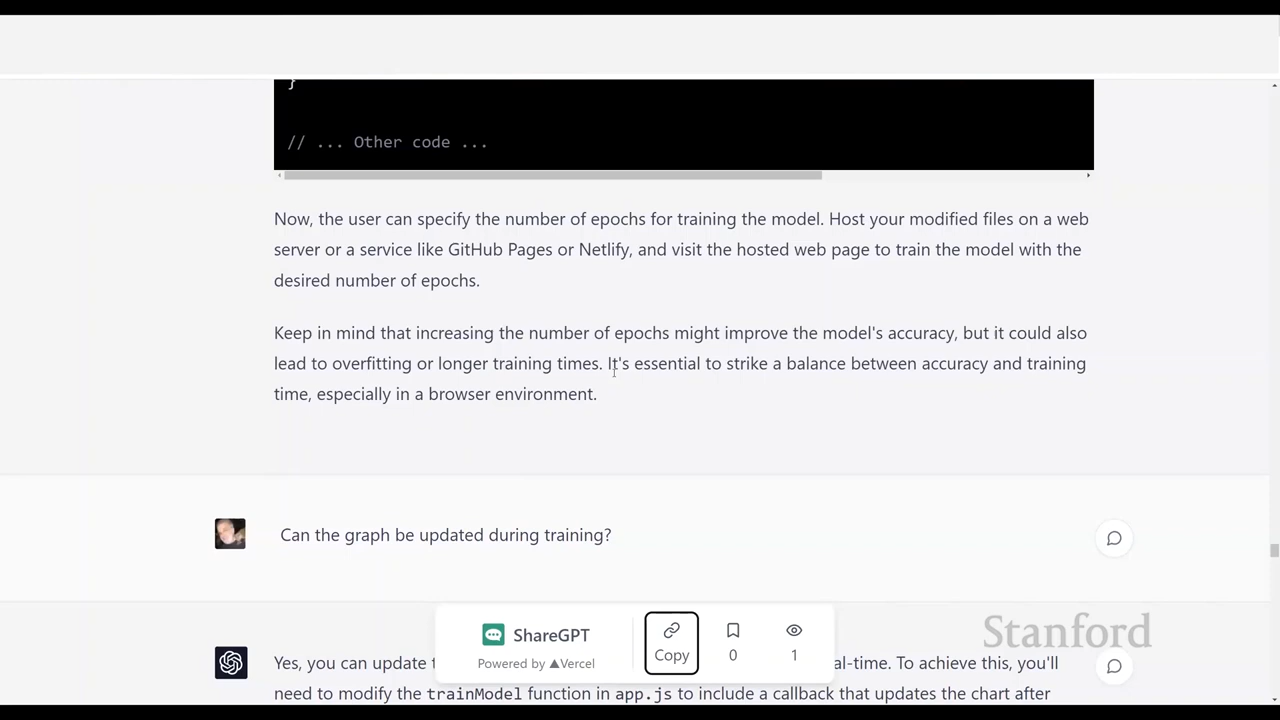 }
// ... Other code ...
Now, the user can specify the number of epochs for training the model. Host your modified files on a web
server or a service like GitHub Pages or Netlify, and visit the hosted web page to train the model with the
desired number of epochs.
Keep in mind that increasing the number of epochs might improve the model's accuracy, but it could also
lead to overfitting or longer training times. It's essential to strike a balance between accuracy and training
time, especially in a browser environment.
Can the graph be updated during training?
ShareGPT
Powered by ▲Vercel
Copy
0
1
Stanford
Yes, you can update
al-time. To achieve this, you'll
need to modify the trainModel function in app.js to include a callback that updates the chart after